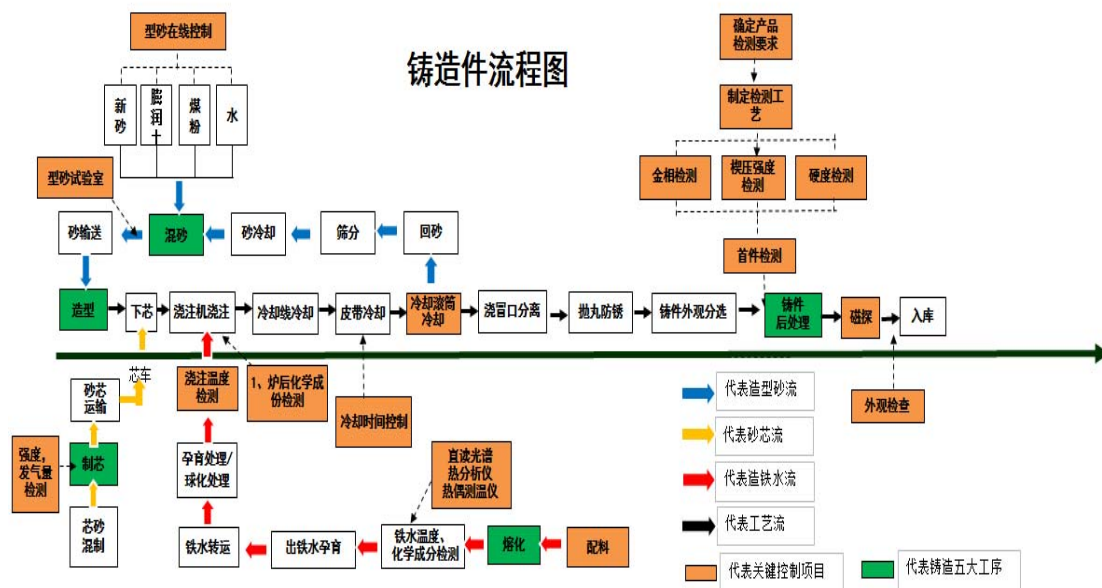 铸造件流程图
型砂在线控制
新
砂
膨
润
土
煤
粉
水
型砂试验室
砂输送
混砂
砂冷却
筛分
回砂
确定产品
检测要求
制定检测工
艺
金相检测
楔压强度
检测
硬度检测
首件检测
造型
下芯
浇注机浇注
冷却线冷却
皮带冷却
冷却滚筒
冷却
浇冒口分离
抛丸防锈
铸件外观分选
铸件
后处理
磁探
入库
芯车
砂芯
运输
强度，
发气量
检测
制芯
芯砂
混制
浇注温度
检测
1、炉后化学成
份检测
冷却时间控制
孕育处理/
球化处理
直读光谱
热分析仪
热偶测温仪
铁水转运
出铁水孕育
铁水温度、
化学成分检测
熔化
配料
外观检查
代表造型砂流
代表砂芯流
代表造铁水流
代表工艺流
代表关键控制项目
代表铸造五大工序